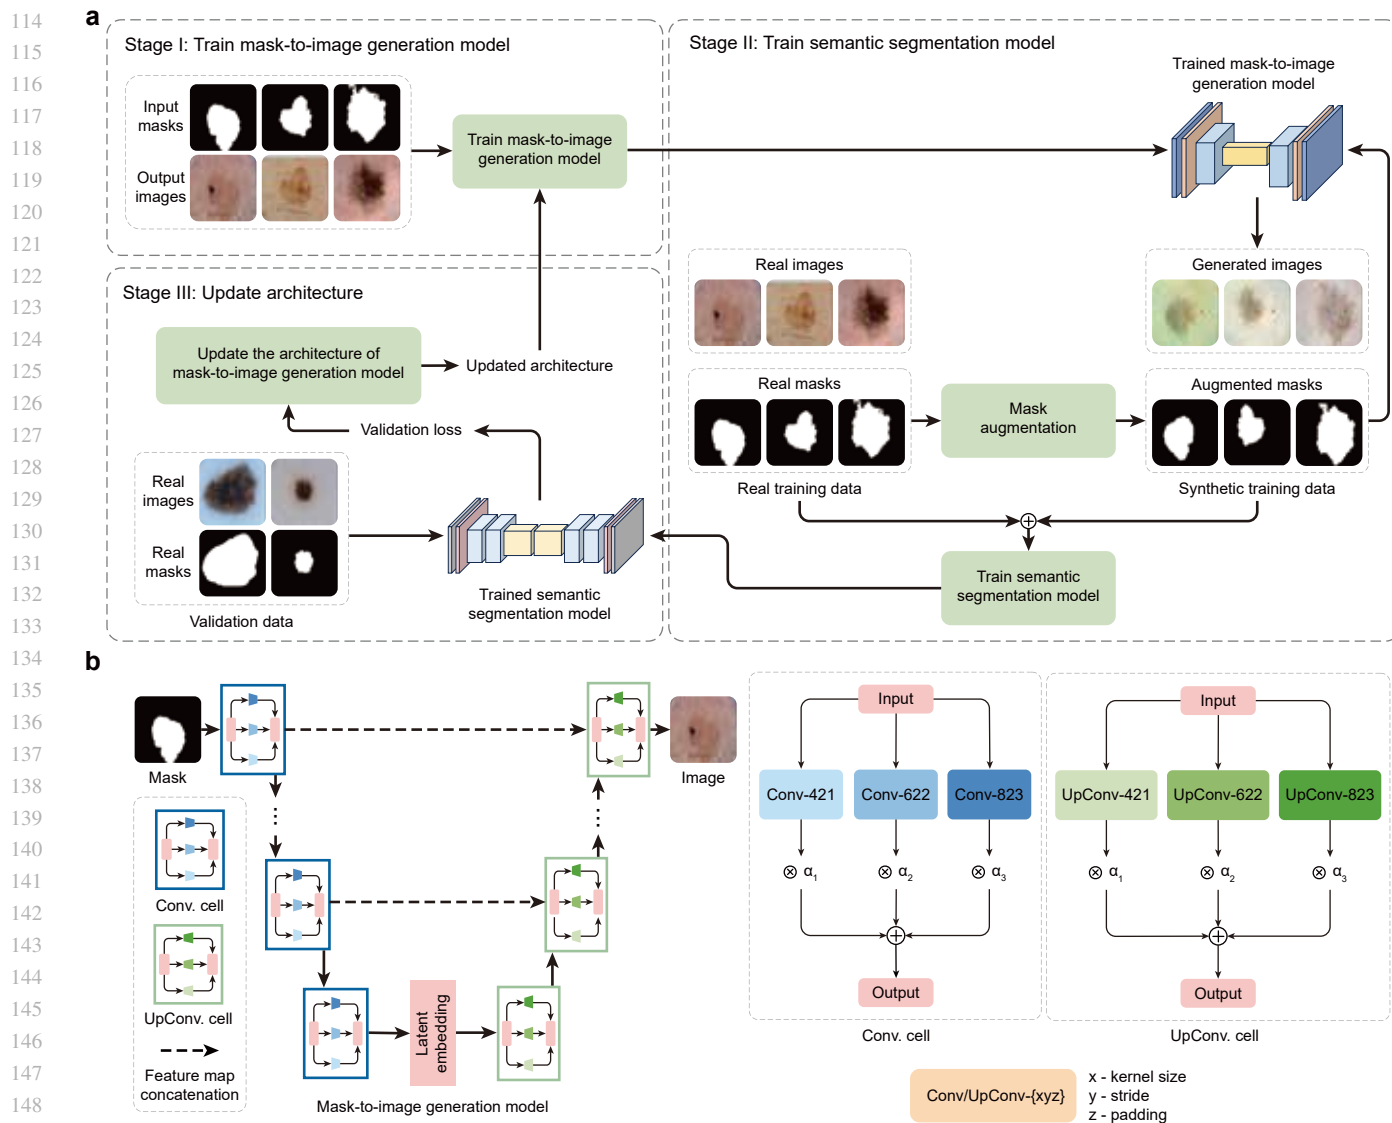 114
115
116
117
118
119
120
121
122
123
124
125
126
127
128
129
130
131
132
133
134
135
136
137
138
139
140
141
142
143
144
145
146
147
148
a
Stage I: Train mask-to-image generation model
Input
masks
Output
images
Train mask-to-image
generation model
Stage II: Train semantic segmentation model
Trained mask-to-image
generation model
Real images
Generated images
Real masks
Mask
augmentation
Augmented masks
Real training data
Synthetic training data
Train semantic
segmentation model
Stage III: Update architecture
Update the architecture of
mask-to-image generation model
Updated architecture
Validation loss
Real
images
Real
masks
Validation data
Trained semantic
segmentation model
b
Mask
Image
Conv. cell
UpConv. cell
Feature map
concatenation
Latent
embedding
Mask-to-image generation model
Input
Conv-421
Conv-622
Conv-823
⊗ α1
⊗ α2
⊗ α3
Output
Conv. cell
Input
UpConv-421
UpConv-622
UpConv-823
⊗ α1
⊗ α2
⊗ α3
Output
UpConv. cell
Conv/UpConv-{xyz}
x - kernel size
y - stride
z - padding